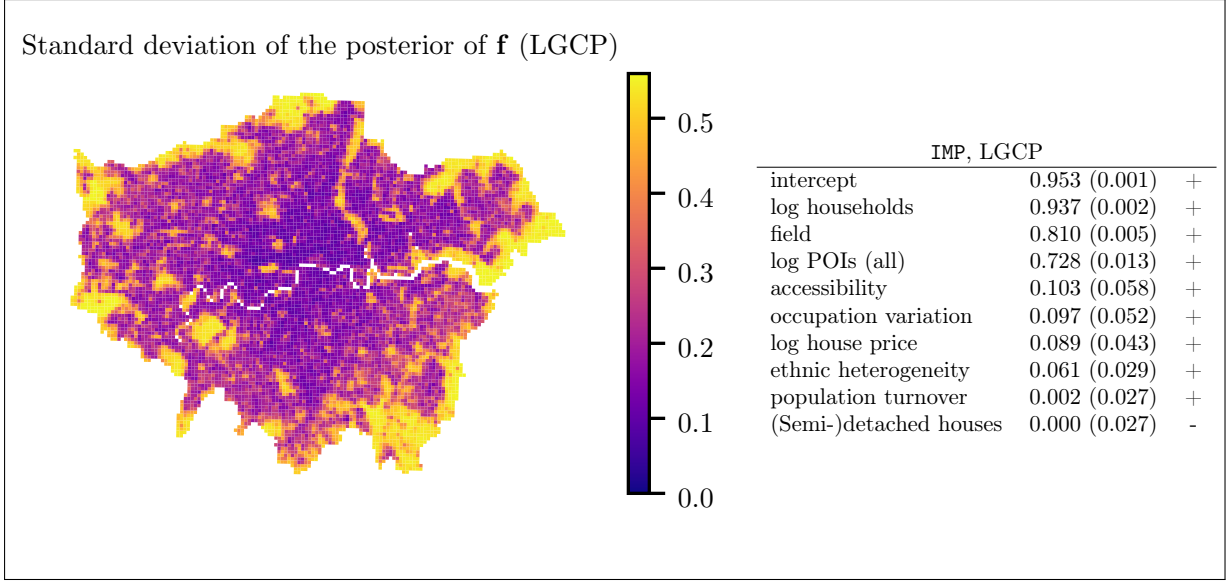 Standard deviation of the posterior of f (LGCP)
0.5
0.4
0.3
0.2
0.1
0.0
IMP, LGCP
intercept 0.953 (0.001) +
log households 0.937 (0.002) +
field 0.810 (0.005) +
log POIs (all) 0.728 (0.013) +
accessibility 0.103 (0.058) +
occupation variation 0.097 (0.052) +
log house price 0.089 (0.043) +
ethnic heterogeneity 0.061 (0.029) +
population turnover 0.002 (0.027) +
(Semi-)detached houses 0.000 (0.027) -